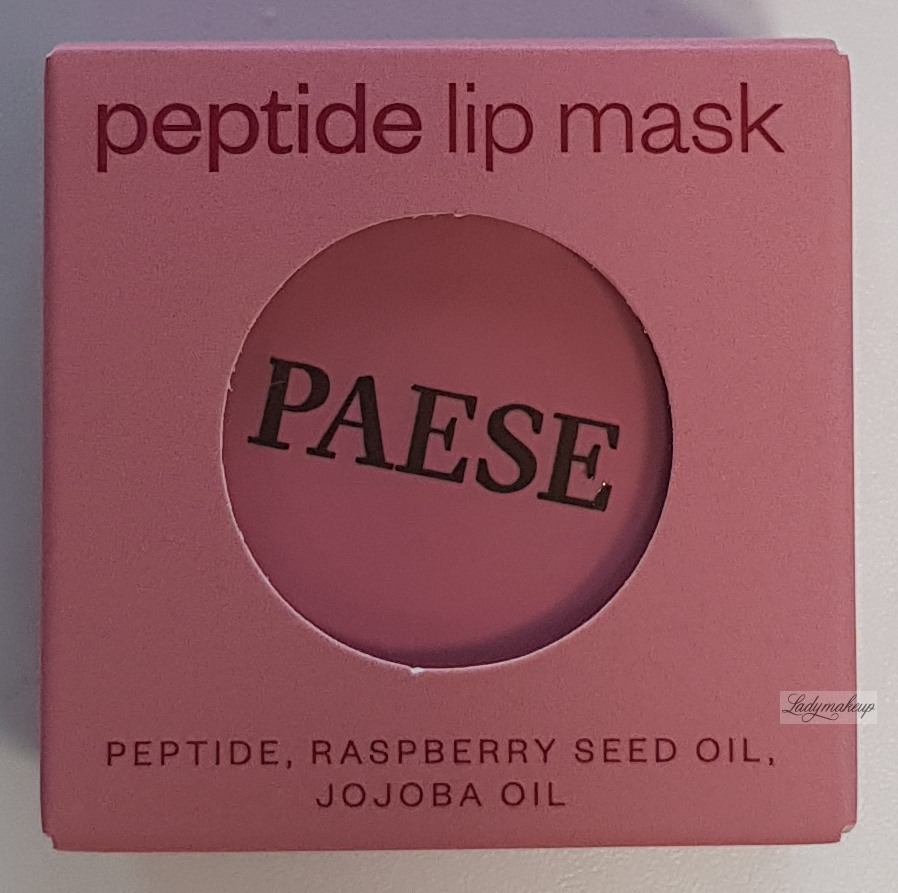 peptide lip mask
PAESE
Ladymakeup
PEPTIDE, RASPBERRY SEED OIL,
JOJOBA OIL